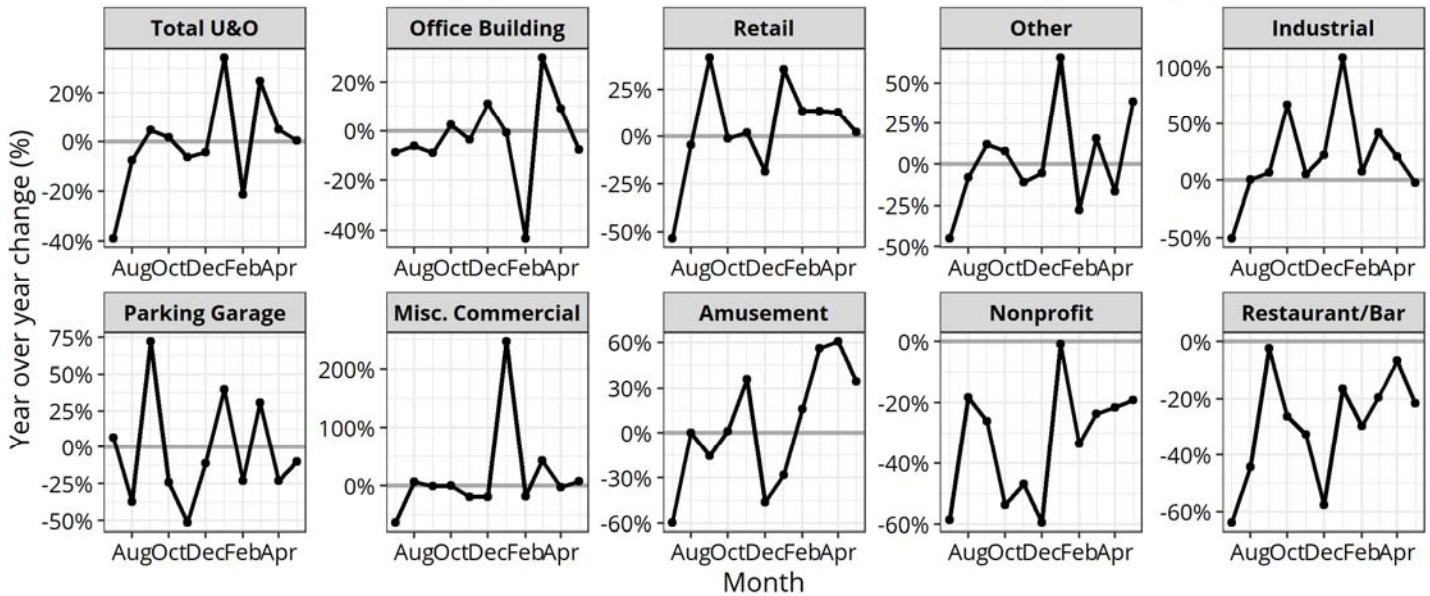 Total U&O Office Building Retail Other Industrial
20% 20% 25% 50% 100%
0% 0% 0% 25% 50%
-20% -20% -25% 0% 0%
-40% -40% -50% -25% -50%
-50%
AugOctDecFebApr AugOctDecFebApr AugOctDecFebApr AugOctDecFebApr AugOctDecFebApr
Year over year change (%)
Parking Garage Misc. Commercial Amusement Nonprofit Restaurant/Bar
75% 200% 60% 0% 0%
50% 100% 30% -20% -20%
25% 0% 0% -40% -40%
0% -30% -60% -60%
-25% -60%
-50%
AugOctDecFebApr AugOctDecFebApr AugOctDecFebApr AugOctDecFebApr AugOctDecFebApr
Month